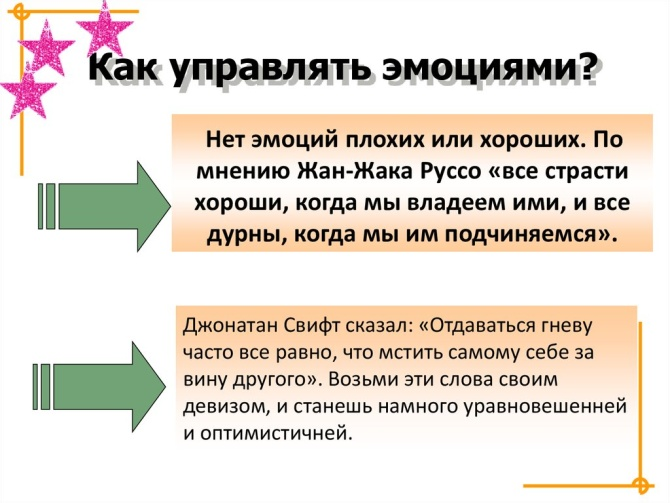 Как управлять эмоциями?
Нет эмоций плохих или хороших. По
мнению Жан-Жака Руссо «все страсти
хороши, когда мы владеем ими, и все
дурны, когда мы им подчиняемся».
Джонатан Свифт сказал: «Отдаваться гневу
часто все равно, что мстить самому себе за
вину другого». Возьми эти слова своим
девизом, и станешь намного уравновешенней
и оптимистичней.